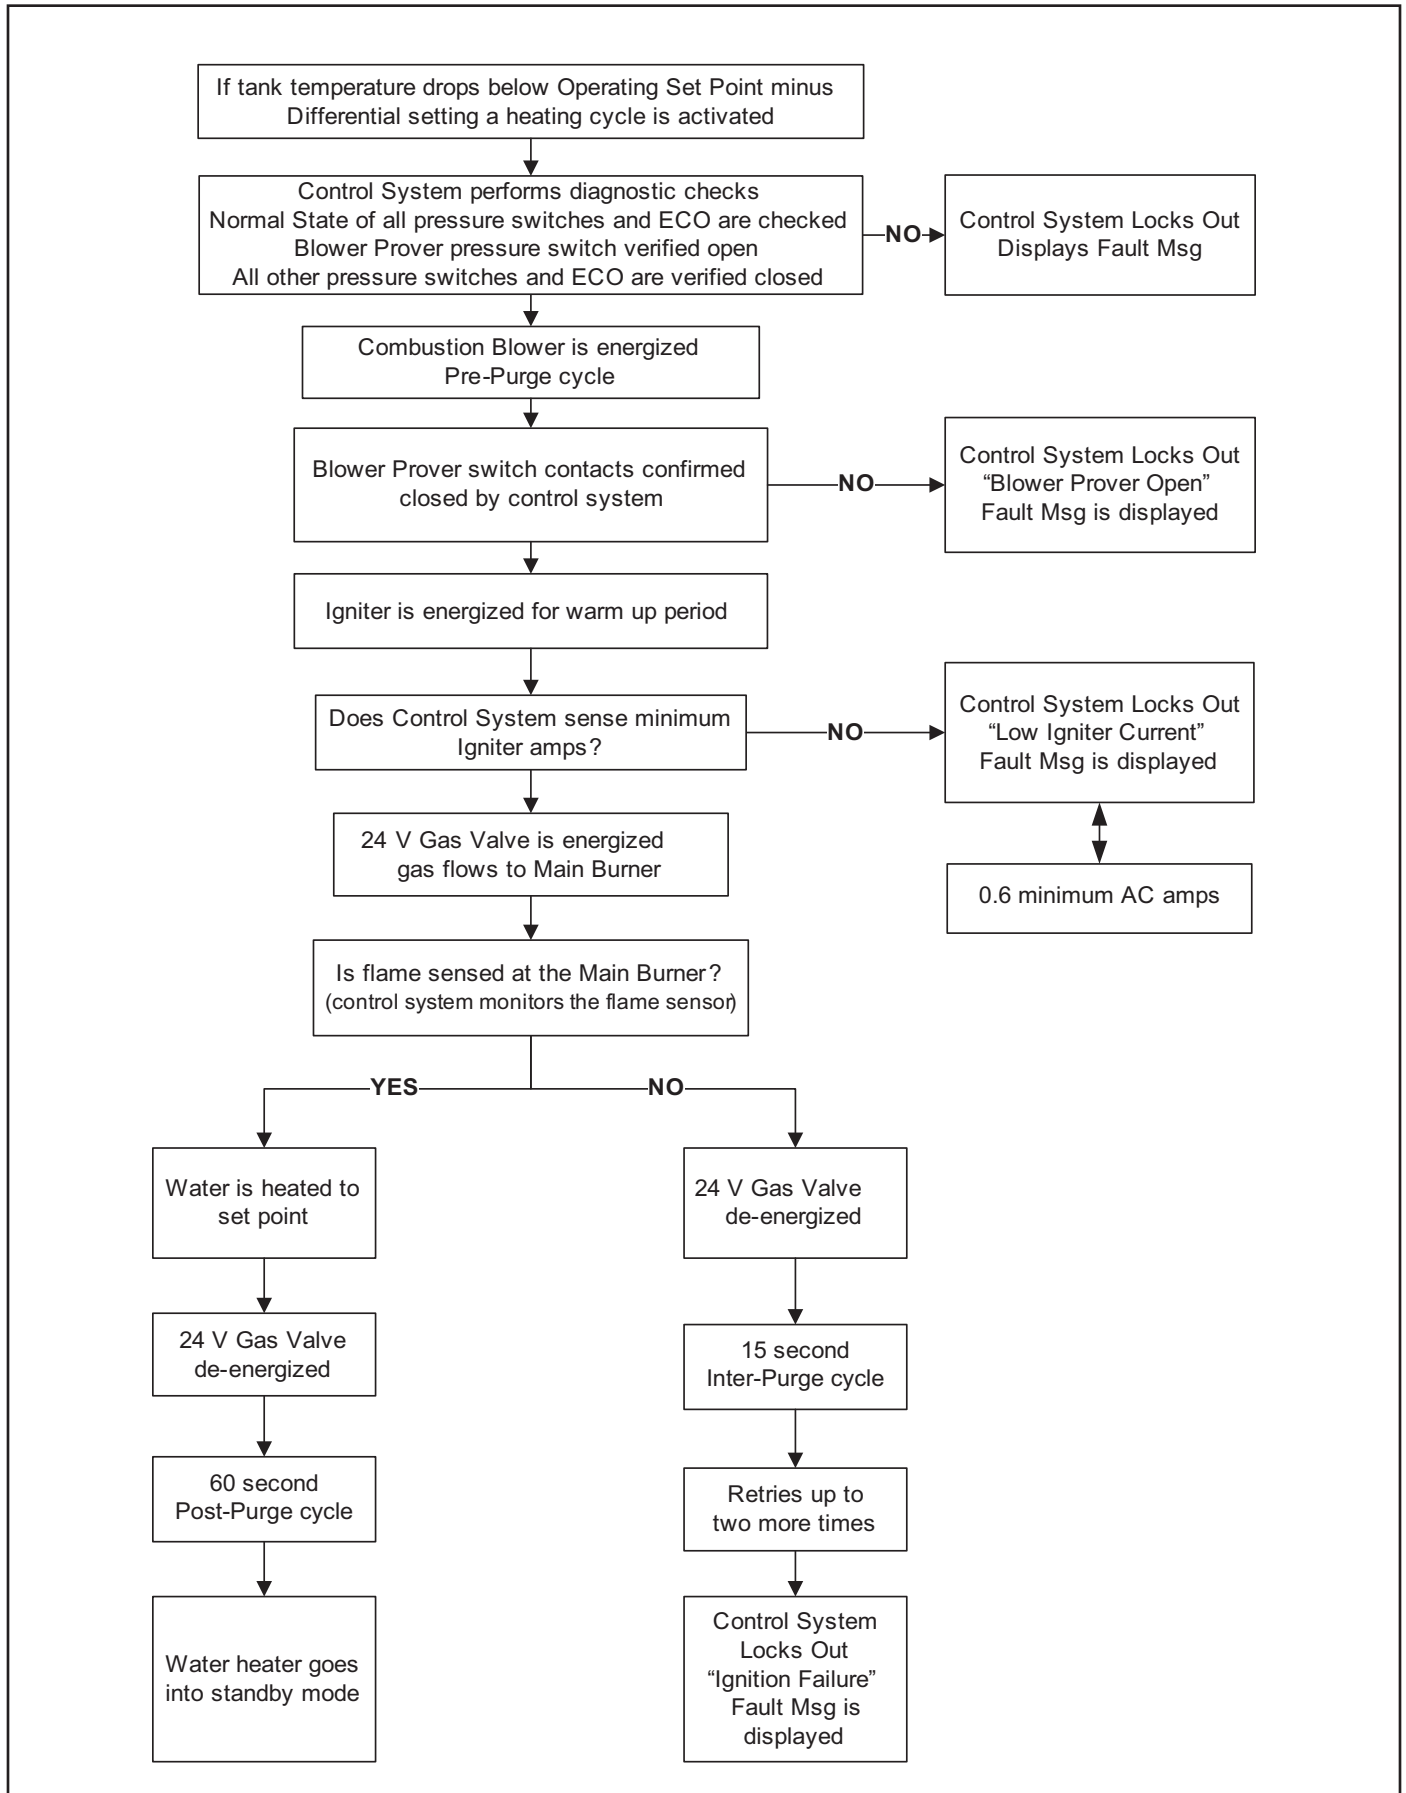 If tank temperature drops below Operating Set Point minus
Differential setting a heating cycle is activated
Control System performs diagnostic checks
Normal State of all pressure switches and ECO are checked
Blower Prover pressure switch verified open
All other pressure switches and ECO are verified closed
NO
Control System Locks Out
Displays Fault Msg
Combustion Blower is energized
Pre-Purge cycle
Blower Prover switch contacts confirmed
closed by control system
NO
Control System Locks Out
“Blower Prover Open”
Fault Msg is displayed
Igniter is energized for warm up period
Does Control System sense minimum
Igniter amps?
NO
Control System Locks Out
“Low Igniter Current”
Fault Msg is displayed
0.6 minimum AC amps
24 V Gas Valve is energized
gas flows to Main Burner
Is flame sensed at the Main Burner?
(control system monitors the flame sensor)
YES
NO
Water is heated to
set point
24 V Gas Valve
de-energized
60 second
Post-Purge cycle
Water heater goes
into standby mode
24 V Gas Valve
de-energized
15 second
Inter-Purge cycle
Retries up to
two more times
Control System
Locks Out
“Ignition Failure”
Fault Msg is
displayed